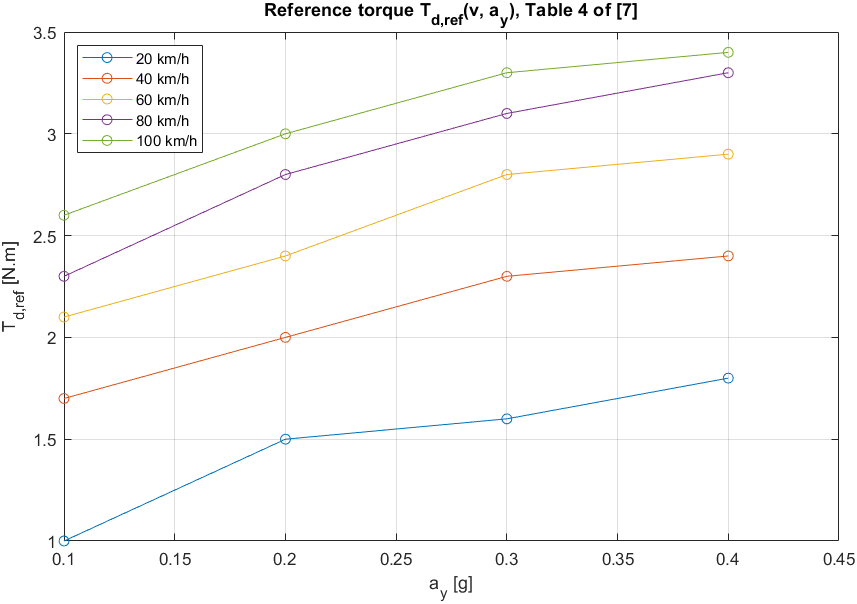 Reference torque T_d,ref(v, a_y), Table 4 of [7]
3.5
3
2.5
2
1.5
1
T_d,ref [N.m]
20 km/h
40 km/h
60 km/h
80 km/h
100 km/h
0.1 0.15 0.2 0.25 0.3 0.35 0.4 0.45
a_y [g]